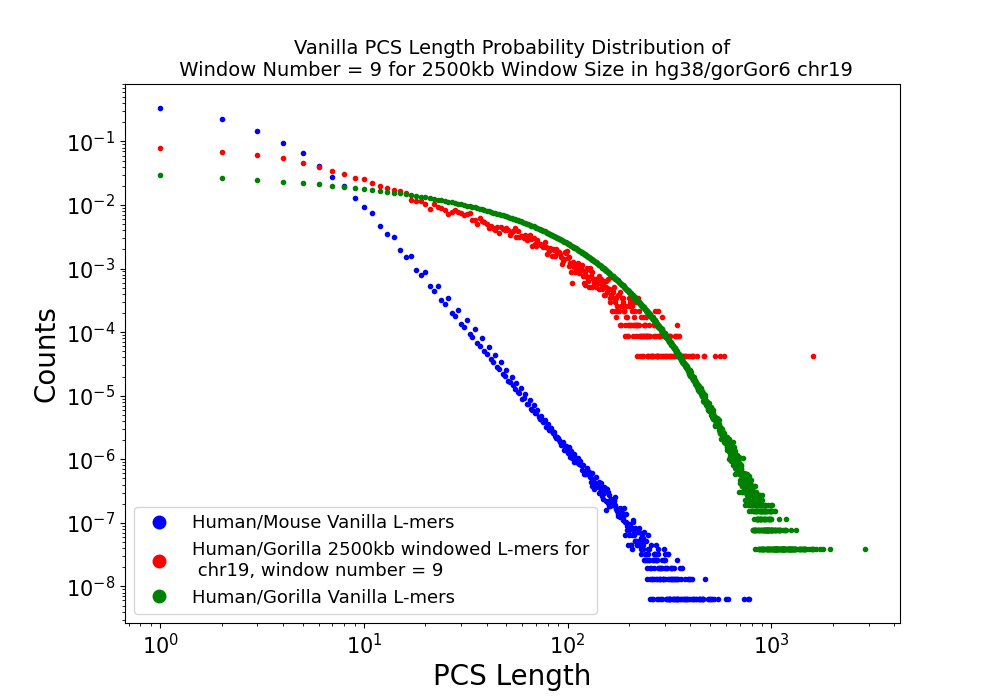 Vanilla PCS Length Probability Distribution of
Window Number = 9 for 2500kb Window Size in hg38/gorGor6 chr19
Counts
10⁻¹
10⁻²
10⁻³
10⁻⁴
10⁻⁵
10⁻⁶
10⁻⁷
10⁻⁸
Human/Mouse Vanilla L-mers
Human/Gorilla 2500kb windowed L-mers for
chr19, window number = 9
Human/Gorilla Vanilla L-mers
10⁰ 10¹ 10² 10³
PCS Length